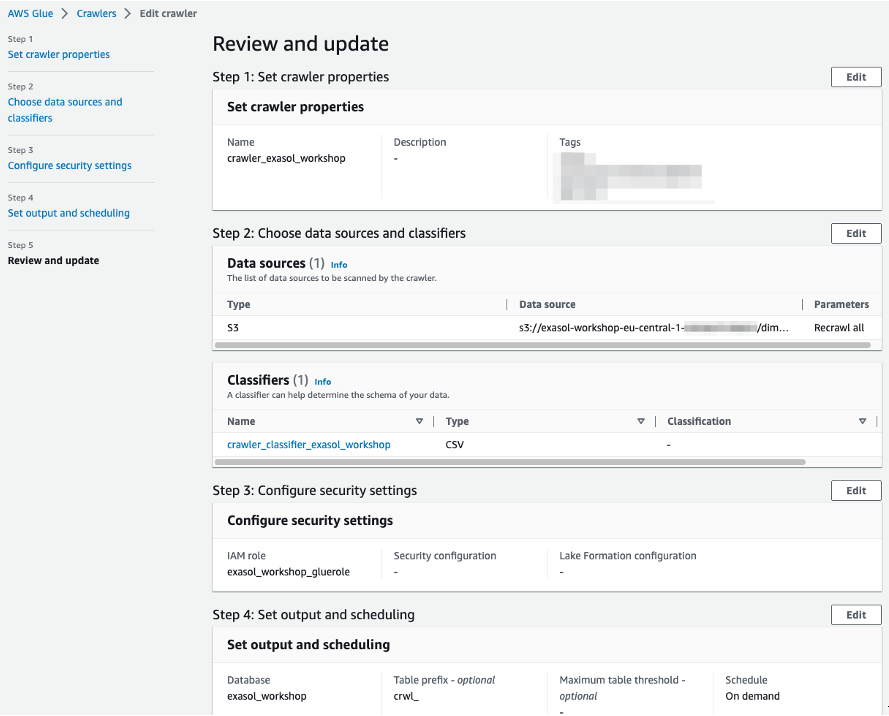 AWS Glue > Crawlers > Edit crawler
Step 1
Set crawler properties
Step 2
Choose data sources and
classifiers
Step 3
Configure security settings
Step 4
Set output and scheduling
Step 5
Review and update
Review and update
Step 1: Set crawler properties
Edit
Set crawler properties
Name Description Tags
crawler_exasol_workshop -
Step 2: Choose data sources and classifiers
Edit
Data sources (1) Info
The list of data sources to be scanned by the crawler.
Type Data source Parameters
S3 s3://exasol-workshop-eu-central-1- /dim... Recrawl all
Classifiers (1) Info
A classifier can help determine the schema of your data.
Name Type Classification
crawler_classifier_exasol_workshop CSV -
Step 3: Configure security settings
Edit
Configure security settings
IAM role Security configuration Lake Formation configuration
exasol_workshop_gluerole - -
Step 4: Set output and scheduling
Edit
Set output and scheduling
Database Table prefix - optional Maximum table threshold - Schedule
exasol_workshop crwl_ optional On demand
-